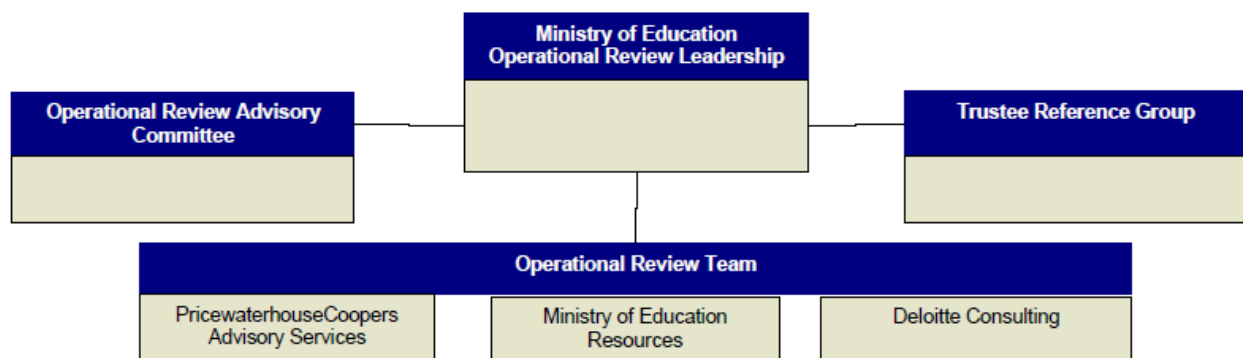 Ministry of Education
Operational Review Leadership
Operational Review Advisory
Committee
Trustee Reference Group
Operational Review Team
PricewaterhouseCoopers
Advisory Services
Ministry of Education
Resources
Deloitte Consulting